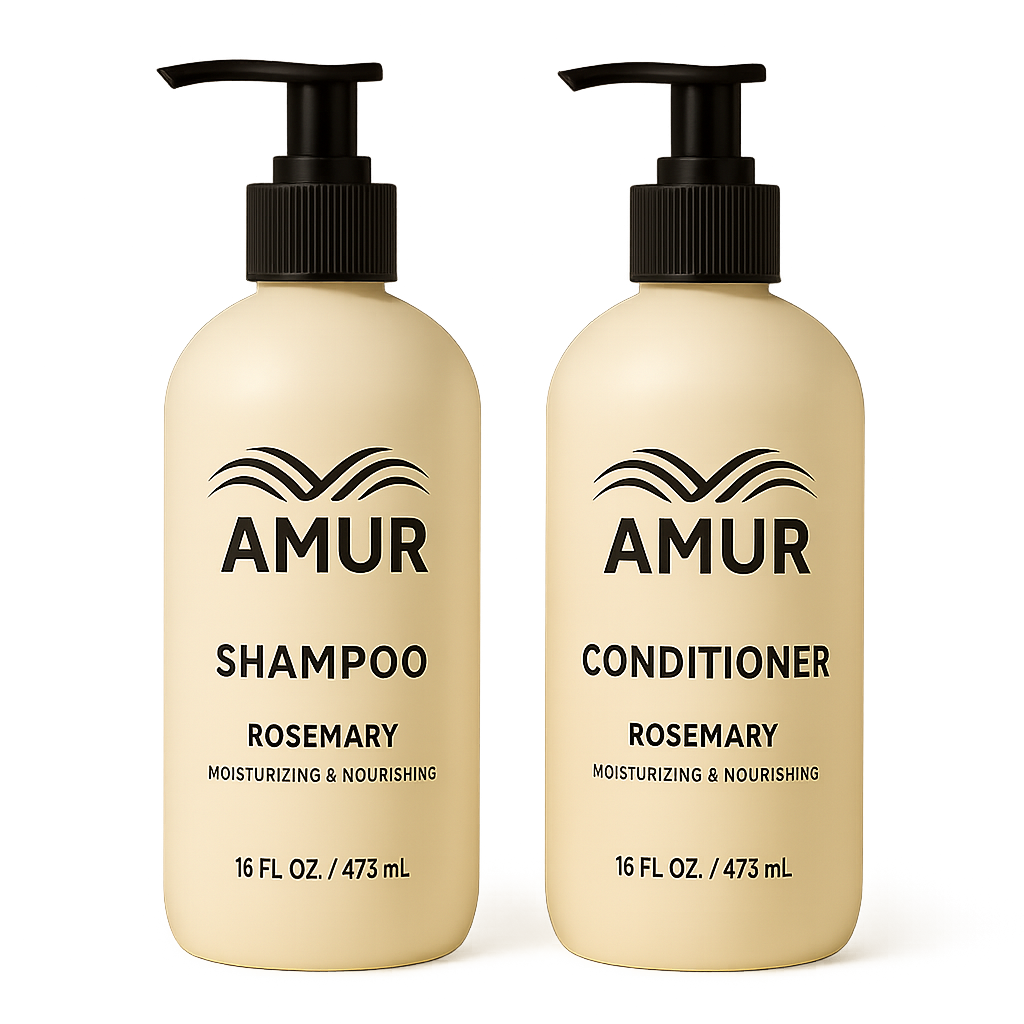 AMUR
SHAMPOO
ROSEMARY
MOISTURIZING & NOURISHING
16 FL OZ. / 473 mL
AMUR
CONDITIONER
ROSEMARY
MOISTURIZING & NOURISHING
16 FL OZ. / 473 mL